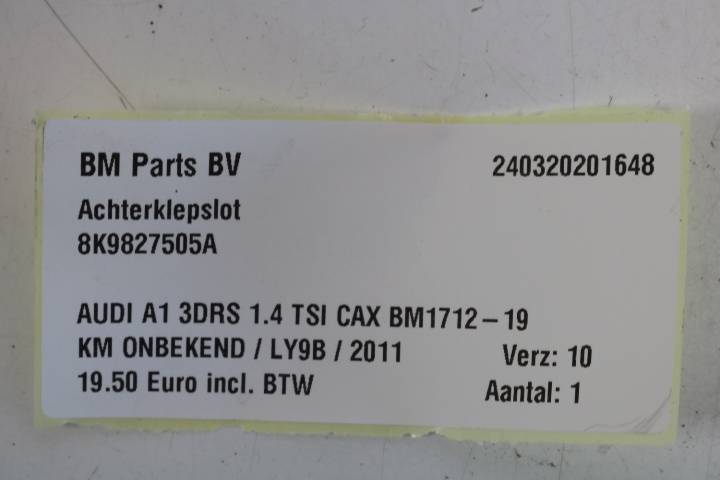 BM Parts BV 240320201648
Achterklepslot
8K9827505A
AUDI A1 3DRS 1.4 TSI CAX BM1712-19
KM ONBEKEND / LY9B / 2011 Verz: 10
19.50 Euro incl. BTW Aantal: 1